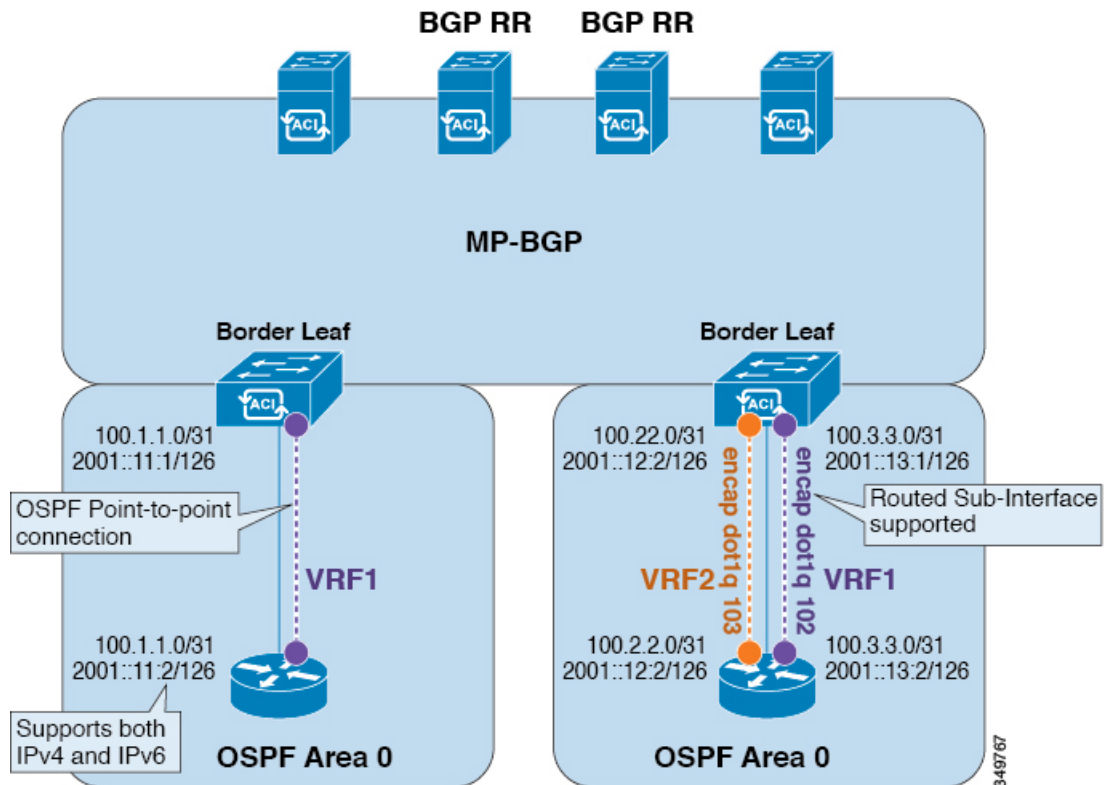 BGP RR
BGP RR
ACI
ACI
ACI
ACI
MP-BGP
Border Leaf
Border Leaf
ACI
ACI
100.1.1.0/31
2001::11:1/126
OSPF Point-to-point
connection
VRF1
100.1.1.0/31
2001::11:2/126
Supports both
IPv4 and IPv6
OSPF Area 0
100.22.0/31
2001::12:2/126
100.3.3.0/31
2001::13:1/126
encap dot1q 103
encap dot1q 102
Routed Sub-Interface
supported
VRF2
VRF1
100.2.2.0/31
2001::12:2/126
100.3.3.0/31
2001::13:2/126
OSPF Area 0
349767